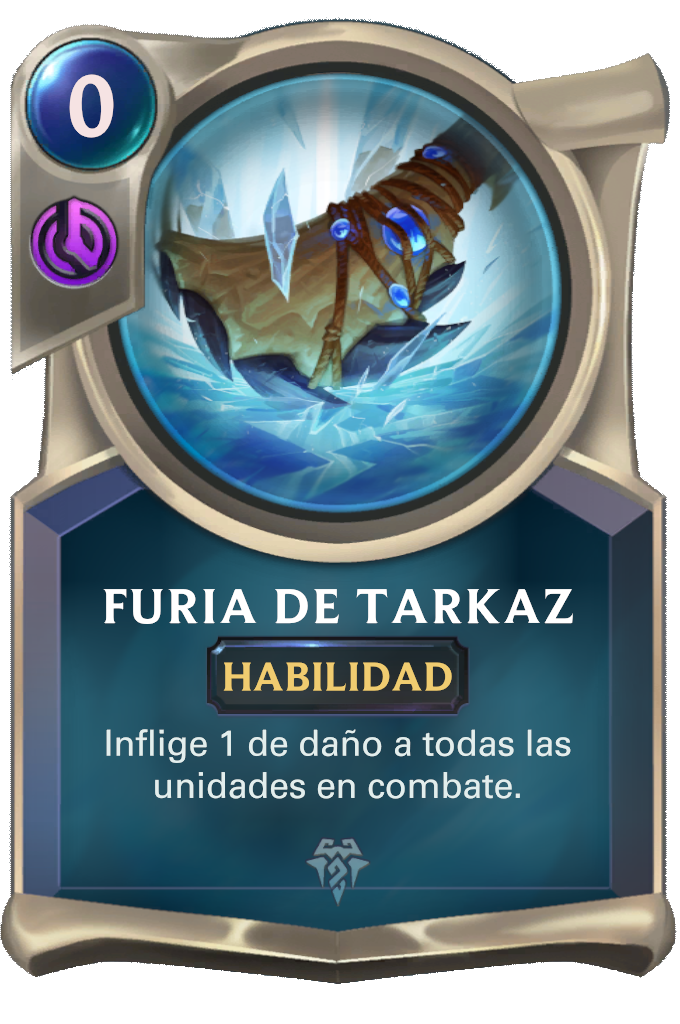 0
FURIA DE TARKAZ
HABILIDAD
Inflige 1 de daño a todas las
unidades en combate.